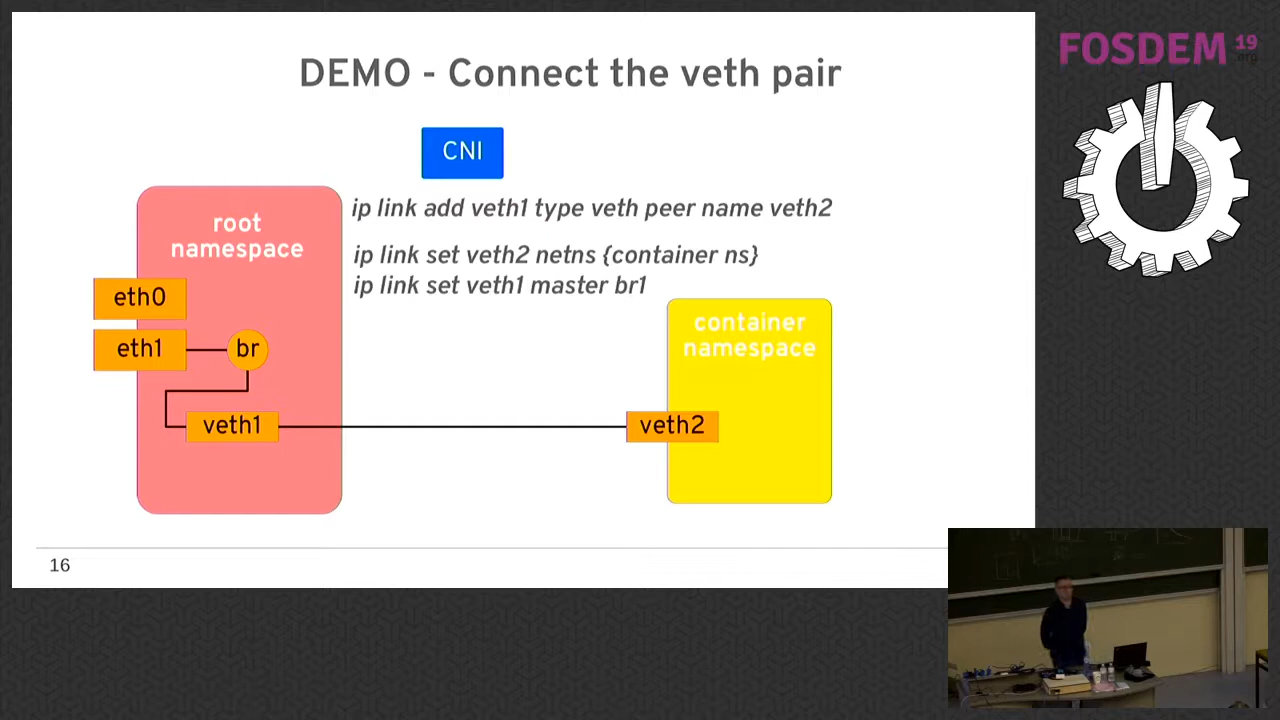 FOSDEM 19
.org
DEMO - Connect the veth pair
CNI
ip link add veth1 type veth peer name veth2
ip link set veth2 netns {container ns}
ip link set veth1 master br1
root
namespace
eth0
eth1
br
veth1
container
namespace
veth2
16